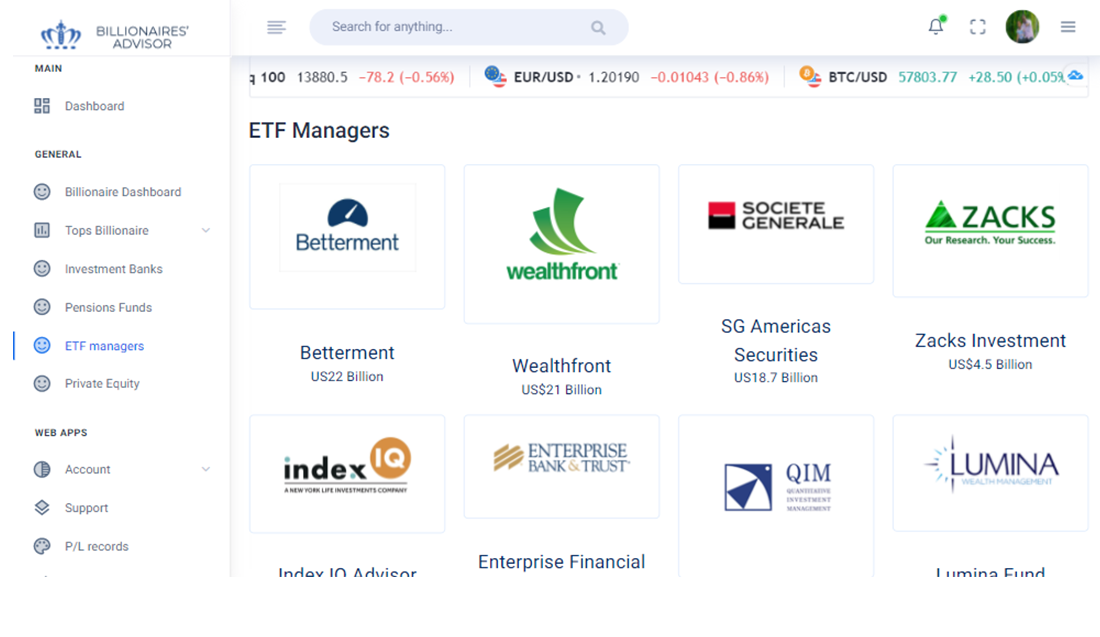 BILLIONAIRES'
ADVISOR
Search for anything...
MAIN
Dashboard
GENERAL
Billionaire Dashboard
Tops Billionaire
Investment Banks
Pensions Funds
ETF managers
Private Equity
WEB APPS
Account
Support
P/L records
q 100 13880.5 −78.2 (−0.56%) EUR/USD • 1.20190 −0.01043 (−0.86%) BTC/USD 57803.77 +28.50 (+0.05%
ETF Managers
Betterment
wealthfront
SOCIETE
GENERALE
ZACKS
Our Research. Your Success.
Betterment
US22 Billion
Wealthfront
US$21 Billion
SG Americas
Securities
US18.7 Billion
Zacks Investment
US$4.5 Billion
index IQ
A NEW YORK LIFE INVESTMENTS COMPANY
ENTERPRISE
BANK & TRUST
QIM
QUANTITATIVE
INVESTMENT
MANAGEMENT
LUMINA
WEALTH MANAGEMENT
Index IQ Advisor
Enterprise Financial
Lumina Fund